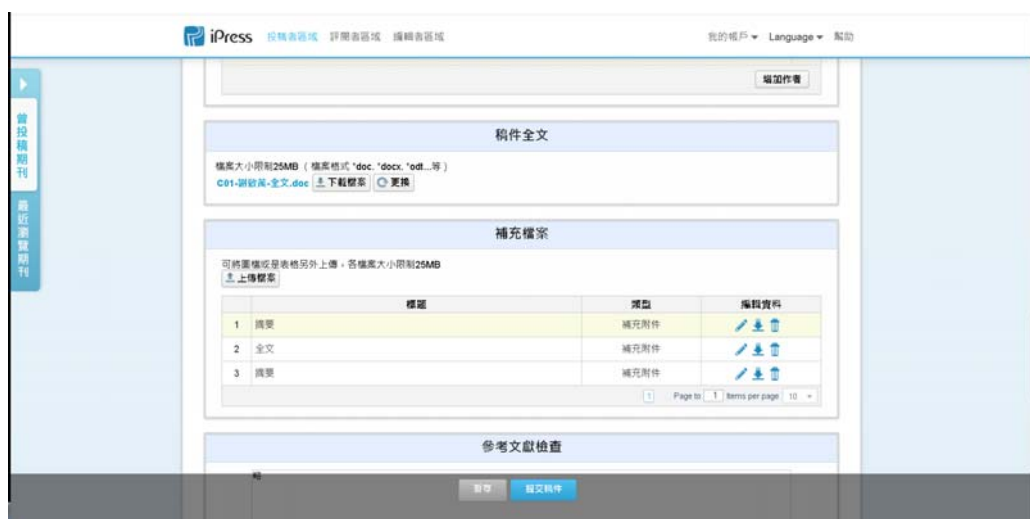 iPress 投稿者區域 評閱者區域 編輯者區域 我的帳戶 Language 幫助
增加作者
曾投稿期刊
最近瀏覽期刊
稿件全文
檔案大小限制25MB ( 檔案格式 *doc, *docx, *odt...等 )
全文.doc 下載檔案 更換
補充檔案
可將圖檔或是表格另外上傳，各檔案大小限制25MB
上傳檔案
標題 類型 編輯資料
1 摘要 補充附件
2 全文 補充附件
3 摘要 補充附件
1 Page to 1 Items per page 10
參考文獻檢查
暫存 提交稿件